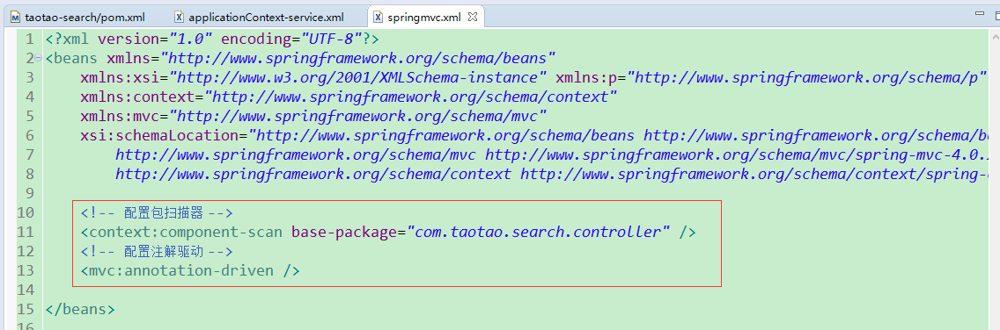 taotao-search/pom.xml applicationContext-service.xml springmvc.xml
1 <?xml version="1.0" encoding="UTF-8"?>
2 <beans xmlns="http://www.springframework.org/schema/beans"
3 xmlns:xsi="http://www.w3.org/2001/XMLSchema-instance" xmlns:p="http://www.springframework.org/schema/p"
4 xmlns:context="http://www.springframework.org/schema/context"
5 xmlns:mvc="http://www.springframework.org/schema/mvc"
6 xsi:schemaLocation="http://www.springframework.org/schema/beans http://www.springframework.org/schema/be
7 http://www.springframework.org/schema/mvc http://www.springframework.org/schema/mvc/spring-mvc-4.0.
8 http://www.springframework.org/schema/context http://www.springframework.org/schema/context/spring-
9
10 <!-- 配置包扫描器 -->
11 <context:component-scan base-package="com.taotao.search.controller" />
12 <!-- 配置注解驱动 -->
13 <mvc:annotation-driven />
14
15 </beans>
16